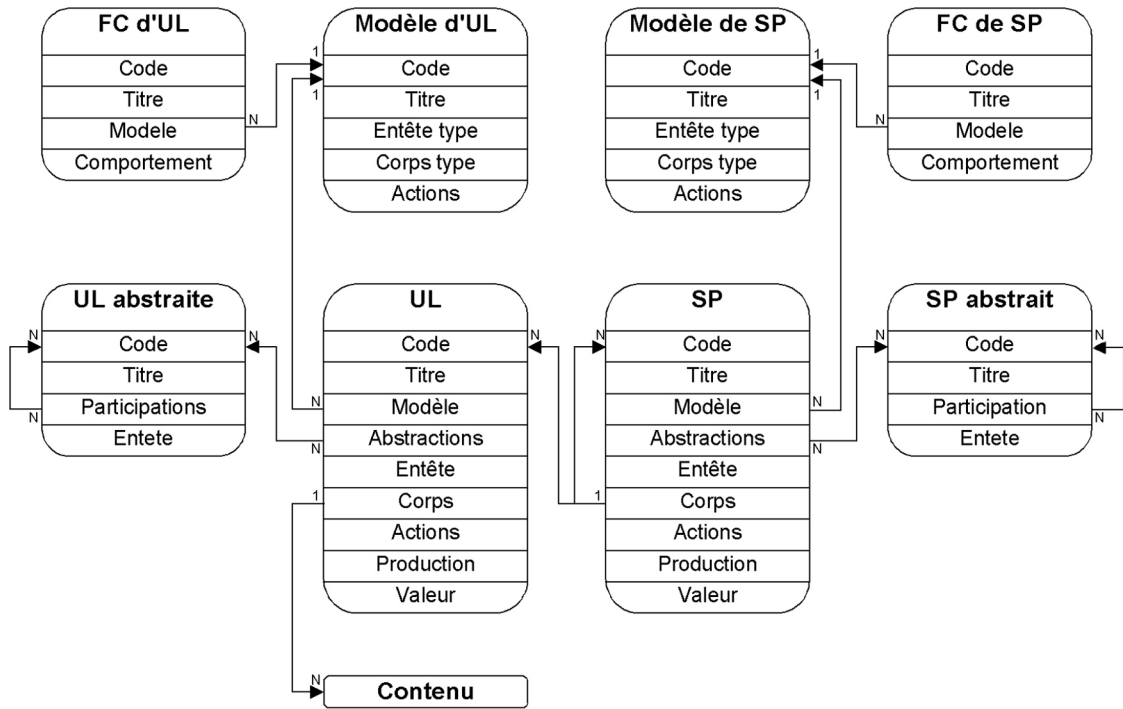 FC d'UL
Code
Titre
Modele
N
Comportement
Modèle d'UL
1
Code
1
Titre
Entête type
Corps type
Actions
Modèle de SP
1
Code
1
Titre
Entête type
Corps type
Actions
FC de SP
Code
Titre
N
Modele
Comportement
UL abstraite
N
N
Code
Titre
Participations
N
Entete
UL
N
Code
Titre
N
Modèle
Abstractions
N
Entête
1
Corps
Actions
Production
Valeur
SP
N
Code
Titre
Modèle
N
Abstractions
N
Entête
1
Corps
Actions
Production
Valeur
SP abstrait
N
N
Code
Titre
Participation
N
Entete
N
Contenu